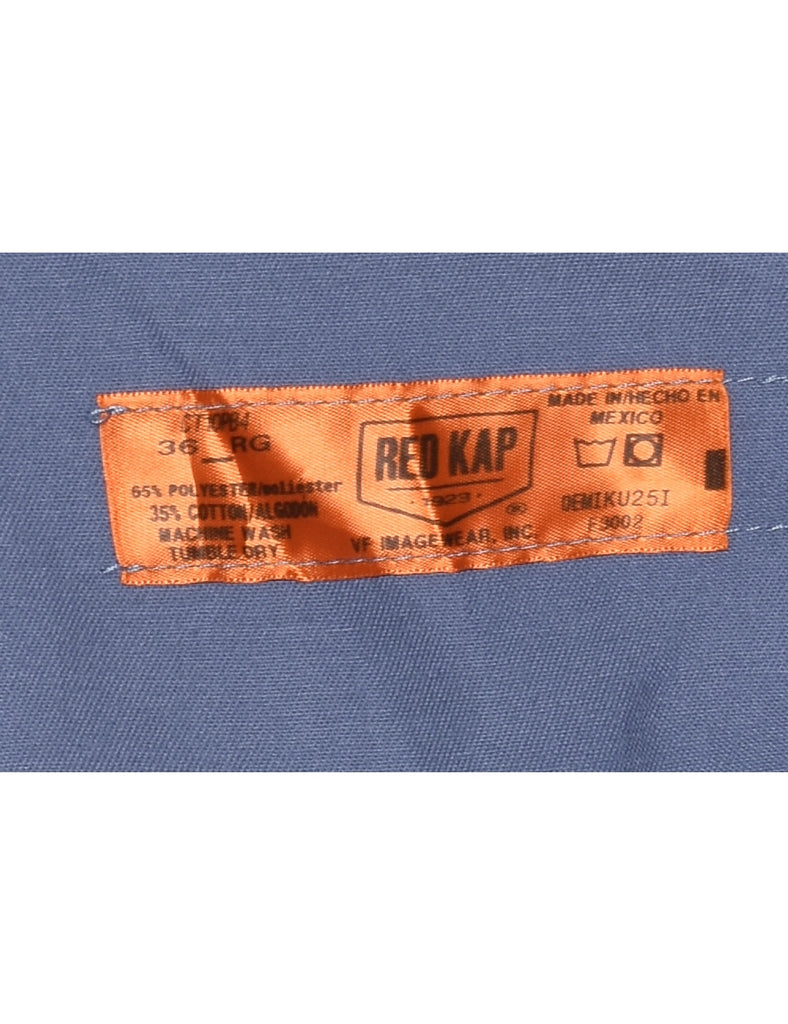 36 RG
65% POLYESTER/poliester
35% COTTON/ALGODON
MACHINE WASH
TUMBLE DRY
RED KAP
·1923·
®
VF IMAGEWEAR, INC.
MADE IN/HECHO EN
MEXICO
F3002